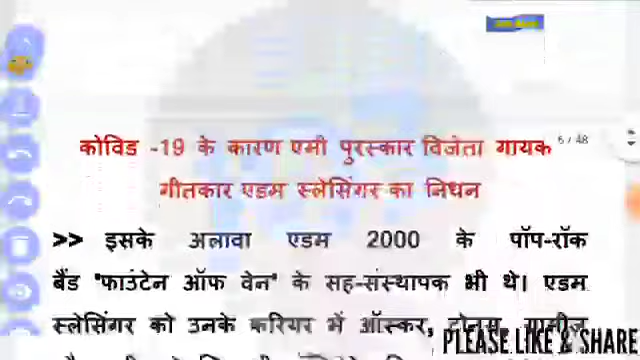 कोविड -19 के कारण एमी पुरस्कार विजेता गायक
6 / 48
गीतकार एडम स्लेसिंगर का निधन
>> इसके अलावा एडम 2000 के पॉप-रॉक
बैंड "फाउंटेन ऑफ वेन" के सह-संस्थापक भी थे। एडम
स्लेसिंगर को उनके करियर में ऑस्कर, टोनस, ग्रामीज
PLEASE LIKE & SHARE